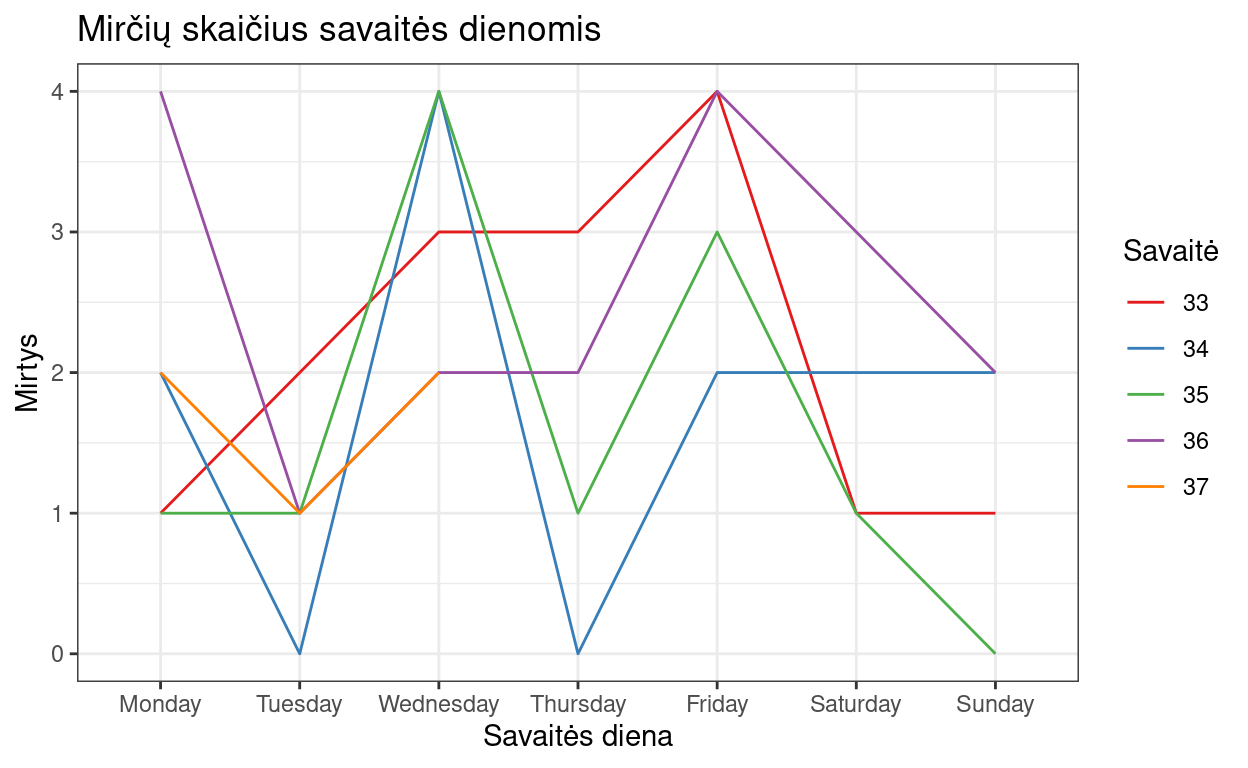 Mirčių skaičius savaitės dienomis
Mirtys
4
3
2
1
0
Monday Tuesday Wednesday Thursday Friday Saturday Sunday
Savaitės diena
Savaitė
33
34
35
36
37